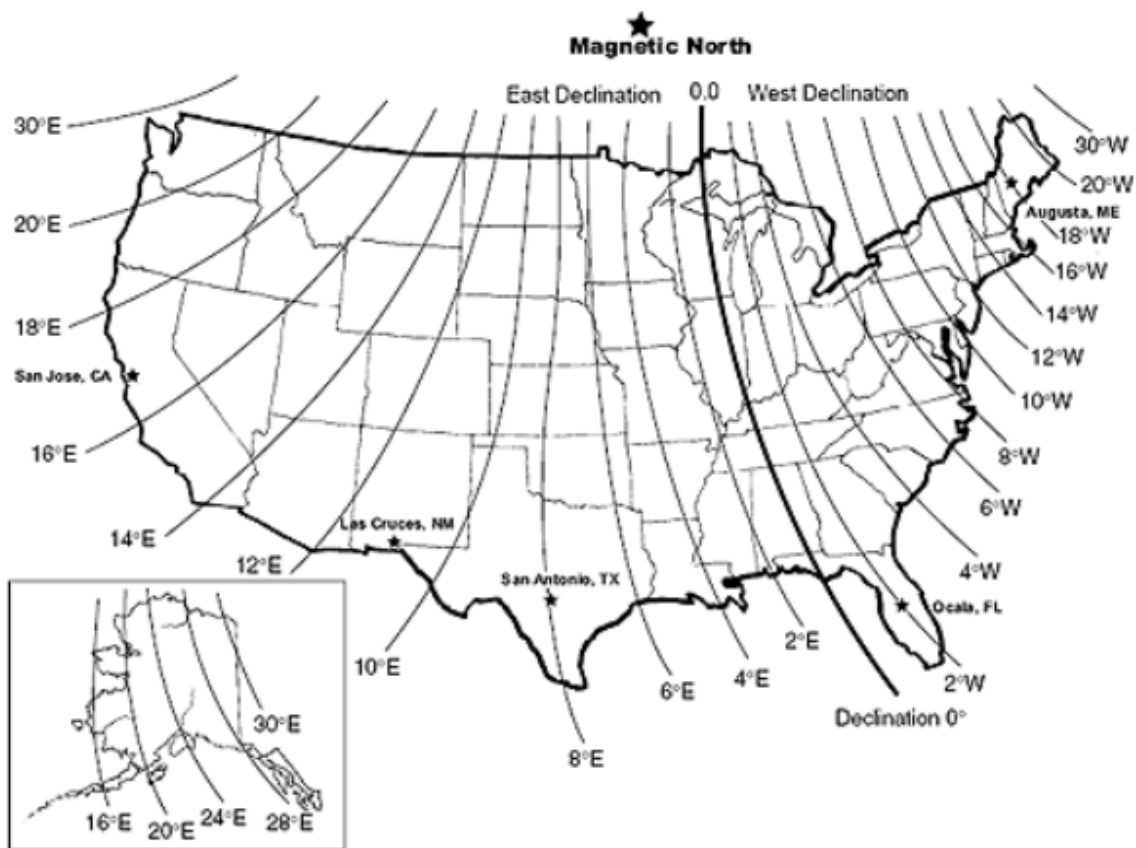 Magnetic North
East Declination 0.0 West Declination
30°E
20°E
18°E
San Jose, CA
16°E
14°E
12°E
Las Cruces, NM
10°E
San Antonio, TX
8°E
6°E
4°E
2°E
Declination 0°
2°W
Ocala, FL
4°W
6°W
8°W
10°W
12°W
14°W
16°W
18°W
Augusta, ME
20°W
30°W
30°E
16°E
20°E
24°E
28°E